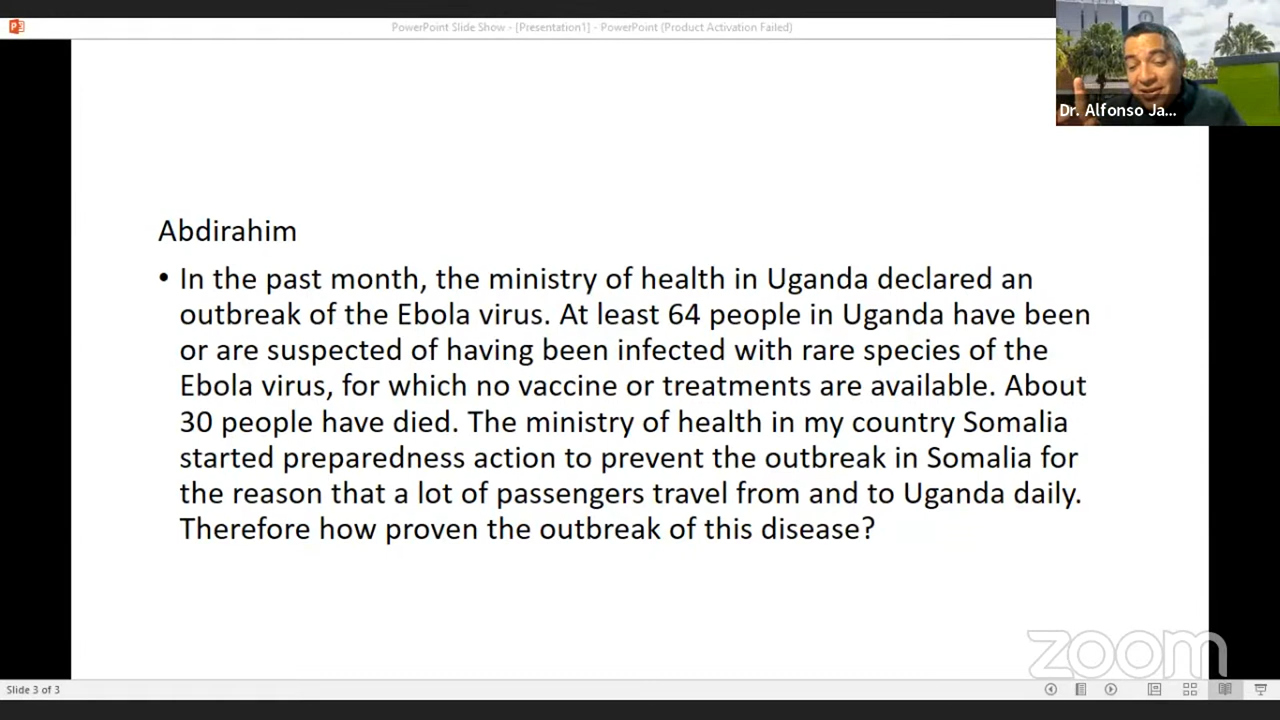 PowerPoint Slide Show - [Presentation1] - PowerPoint (Product Activation Failed)
Dr. Alfonso Ja...
Abdirahim
• In the past month, the ministry of health in Uganda declared an
outbreak of the Ebola virus. At least 64 people in Uganda have been
or are suspected of having been infected with rare species of the
Ebola virus, for which no vaccine or treatments are available. About
30 people have died. The ministry of health in my country Somalia
started preparedness action to prevent the outbreak in Somalia for
the reason that a lot of passengers travel from and to Uganda daily.
Therefore how proven the outbreak of this disease?
zoom
Slide 3 of 3